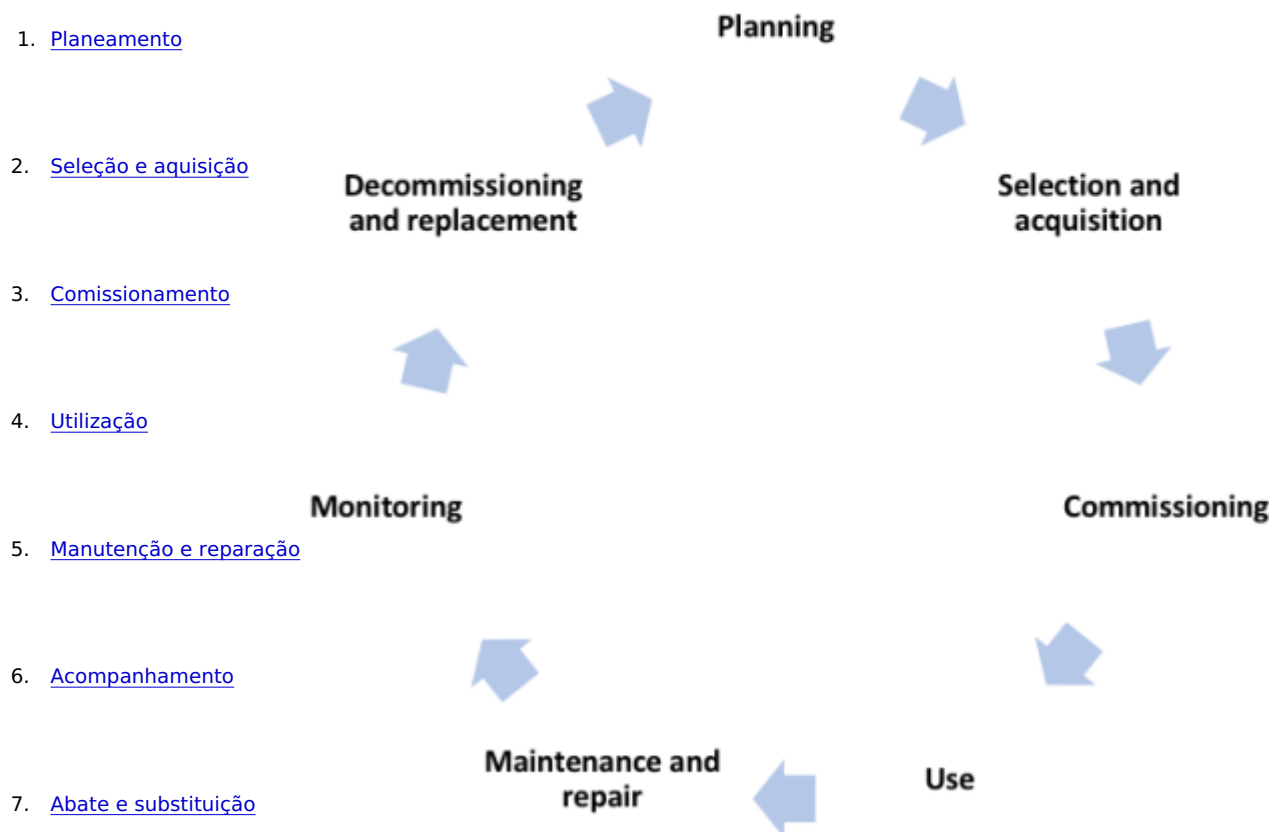 1. Planeamento
2. Seleção e aquisição
3. Comissionamento
4. Utilização
5. Manutenção e reparação
6. Acompanhamento
7. Abate e substituição
Planning
Selection and
acquisition
Commissioning
Use
Maintenance and
repair
Monitoring
Decommissioning
and replacement